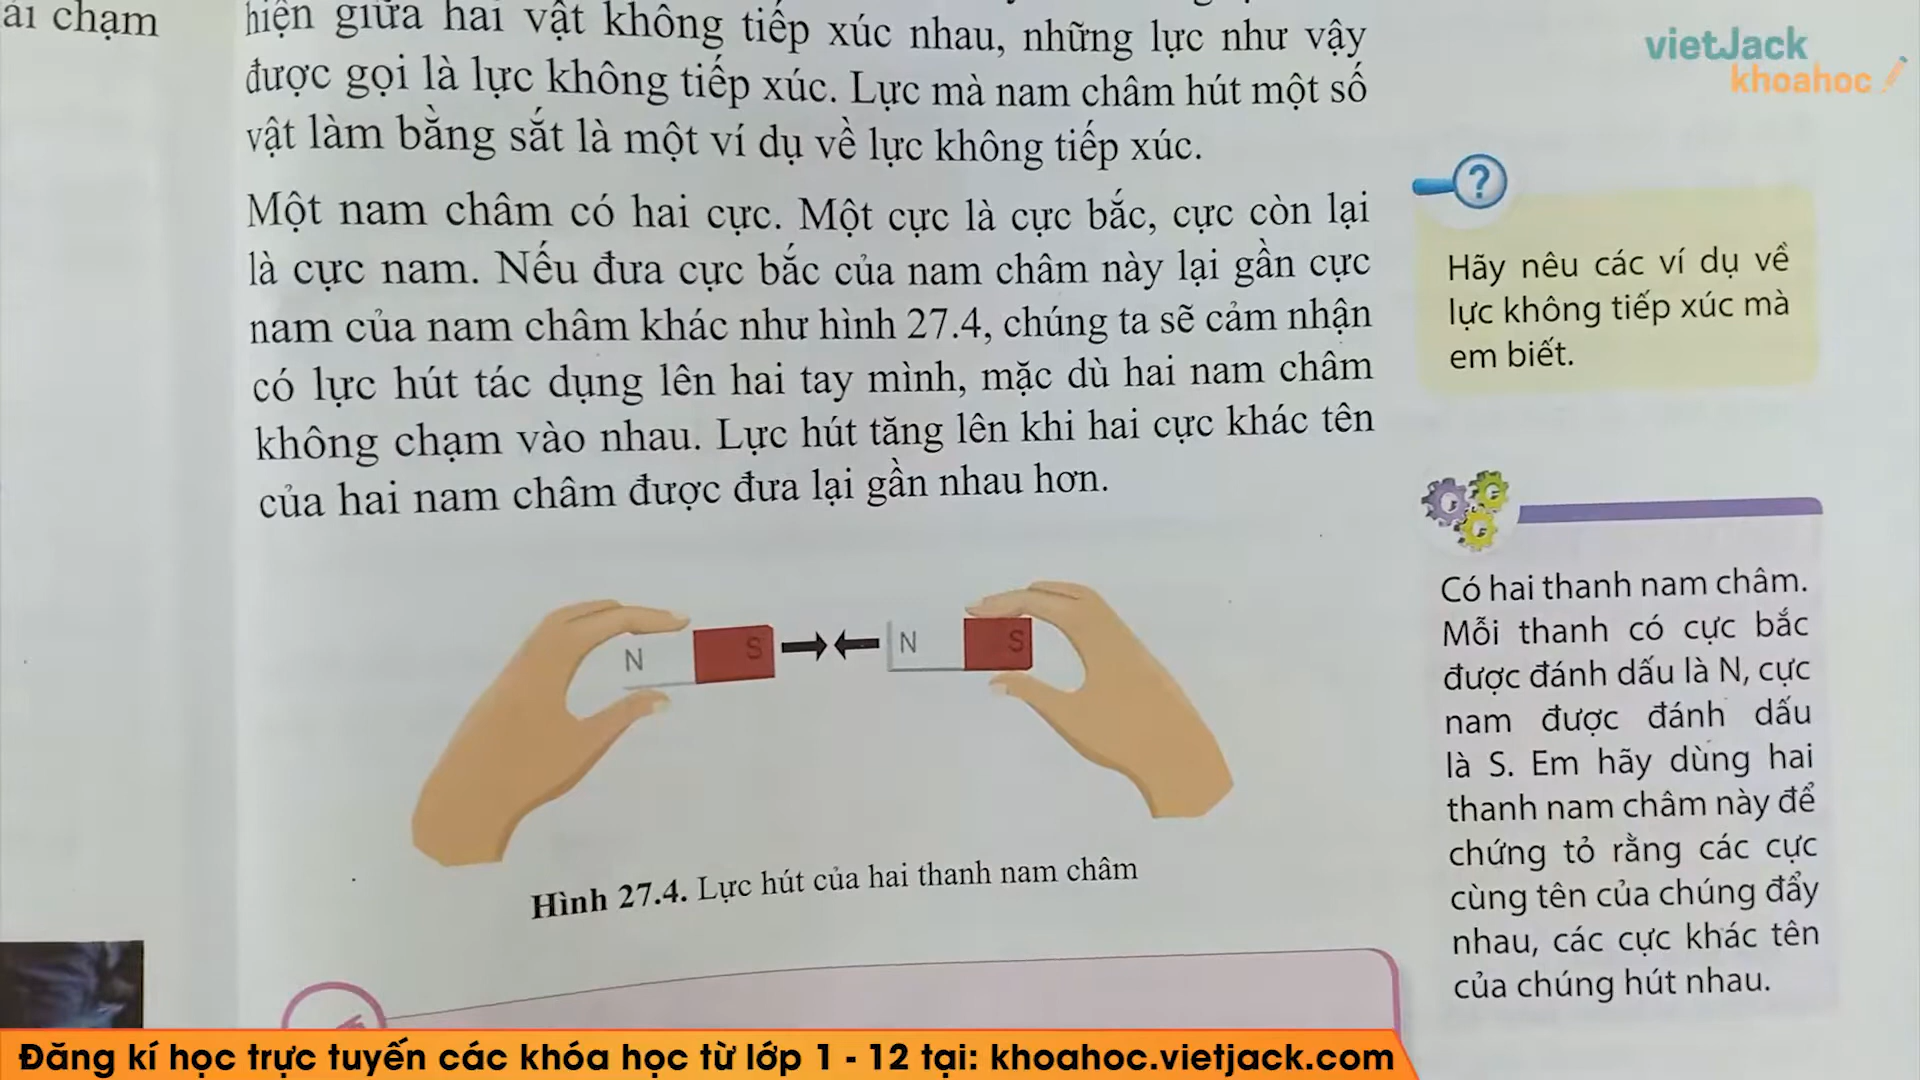 ải chạm
hiện giữa hai vật không tiếp xúc nhau, những lực như vậy
được gọi là lực không tiếp xúc. Lực mà nam châm hút một số
vật làm bằng sắt là một ví dụ về lực không tiếp xúc.
Một nam châm có hai cực. Một cực là cực bắc, cực còn lại
là cực nam. Nếu đưa cực bắc của nam châm này lại gần cực
nam của nam châm khác như hình 27.4, chúng ta sẽ cảm nhận
có lực hút tác dụng lên hai tay mình, mặc dù hai nam châm
không chạm vào nhau. Lực hút tăng lên khi hai cực khác tên
của hai nam châm được đưa lại gần nhau hơn.
N S N S
Hình 27.4. Lực hút của hai thanh nam châm
vietJack
khoahoc
?
Hãy nêu các ví dụ về
lực không tiếp xúc mà
em biết.
Có hai thanh nam châm.
Mỗi thanh có cực bắc
được đánh dấu là N, cực
nam được đánh dấu
là S. Em hãy dùng hai
thanh nam châm này để
chứng tỏ rằng các cực
cùng tên của chúng đẩy
nhau, các cực khác tên
của chúng hút nhau.
Đăng kí học trực tuyến các khóa học từ lớp 1 - 12 tại: khoahoc.vietjack.com